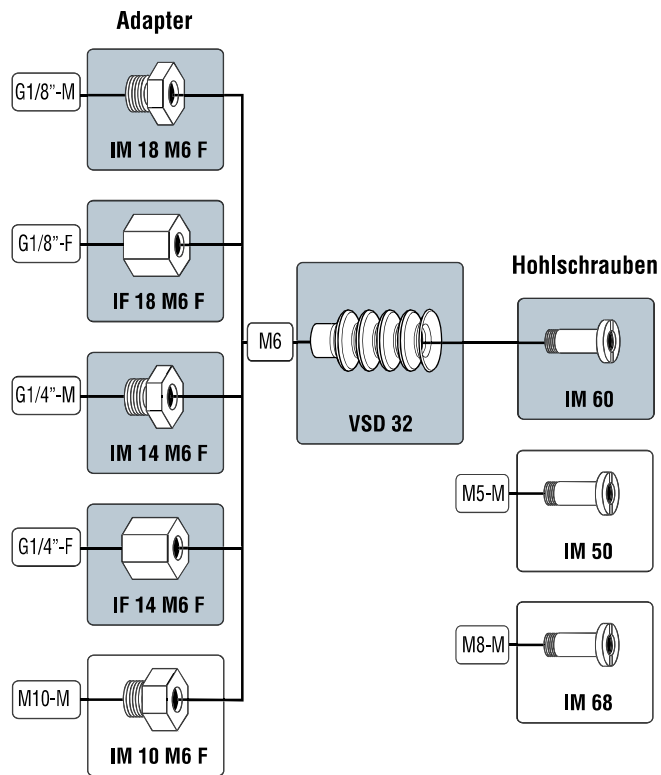 Adapter
G1/8”-M
IM 18 M6 F
G1/8”-F
IF 18 M6 F
G1/4”-M
IM 14 M6 F
G1/4”-F
IF 14 M6 F
M10-M
IM 10 M6 F
M6
VSD 32
Hohlschrauben
IM 60
M5-M
IM 50
M8-M
IM 68